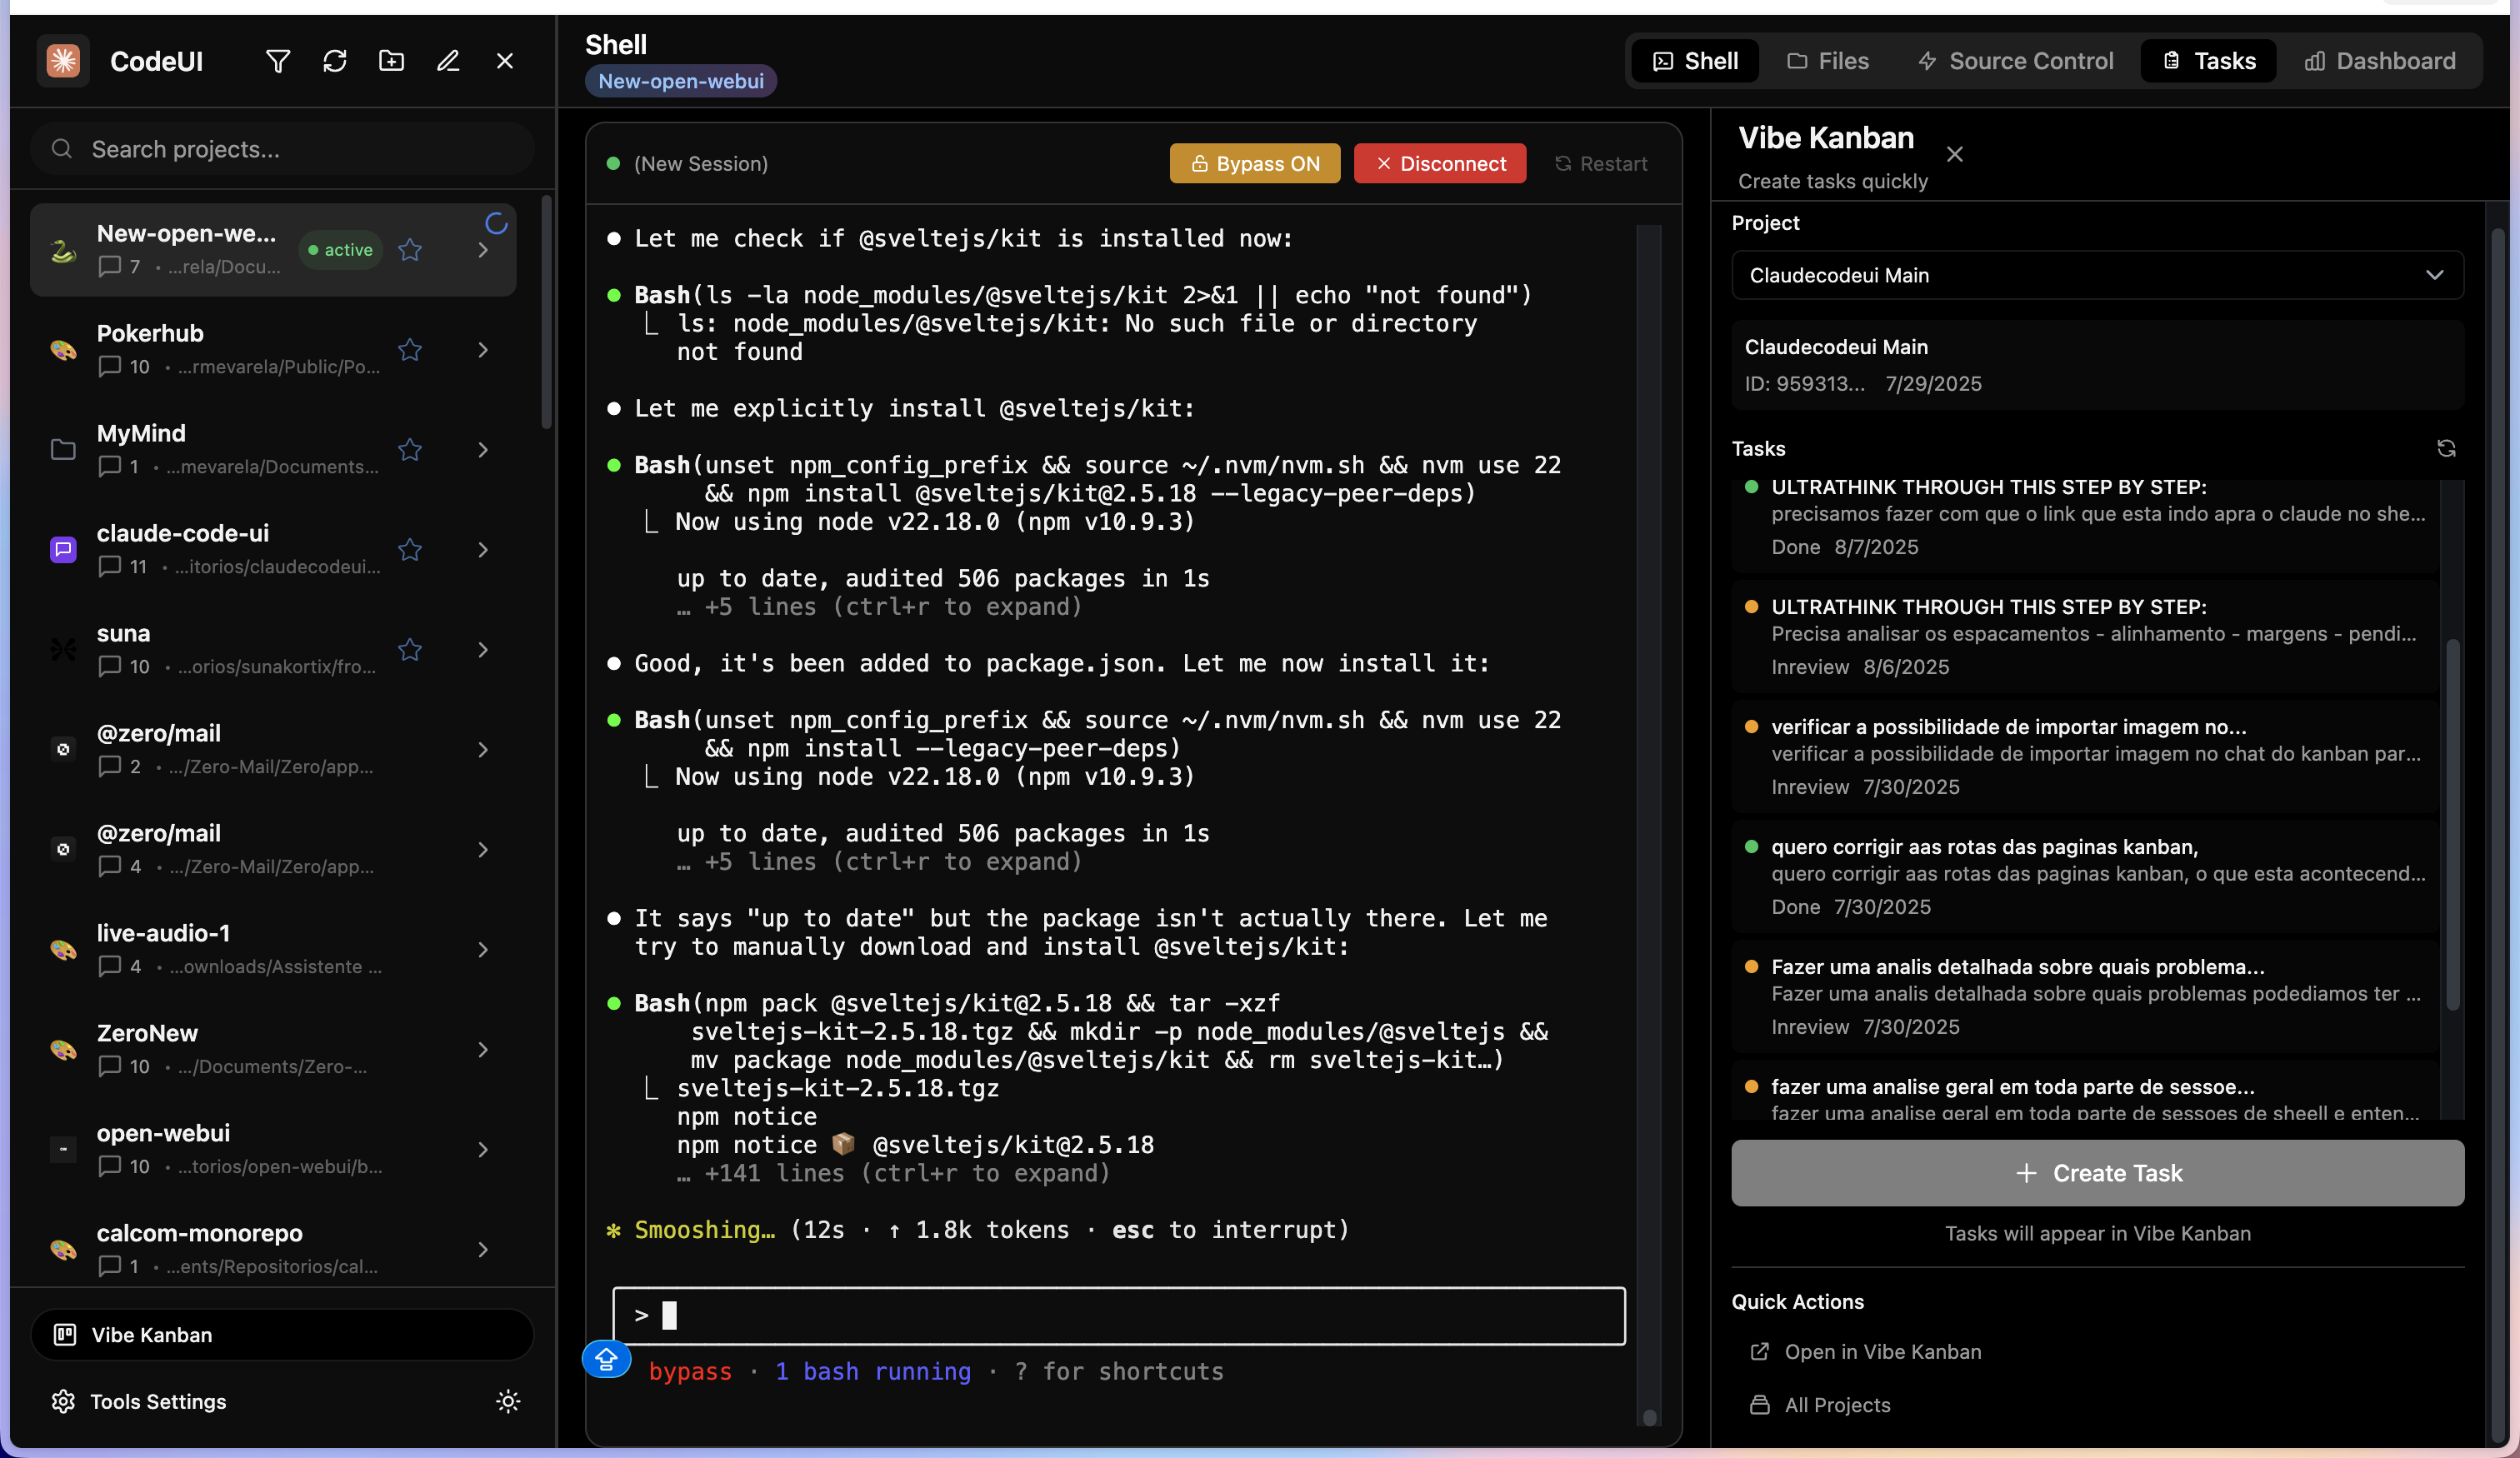 CodeUI
Search projects...
New-open-we...
active
7 • ...rela/Docu...
Pokerhub
10 • ...rmevarela/Public/Po...
MyMind
1 • ...mevarela/Documents...
claude-code-ui
11 • ...itorios/claudecodeui...
suna
10 • ...orios/sunakortix/fro...
@zero/mail
2 • .../Zero-Mail/Zero/app...
@zero/mail
4 • .../Zero-Mail/Zero/app...
live-audio-1
4 • ...ownloads/Assistente ...
ZeroNew
10 • .../Documents/Zero-...
open-webui
10 • ...torios/open-webui/b...
calcom-monorepo
1 • ...ents/Repositorios/cal...
Vibe Kanban
Tools Settings
Shell
New-open-webui
Shell Files Source Control Tasks Dashboard
(New Session)
Bypass ON
Disconnect
Restart
Let me check if @sveltejs/kit is installed now:
Bash(ls -la node_modules/@sveltejs/kit 2>&1 || echo "not found")
ls: node_modules/@sveltejs/kit: No such file or directory
not found
Let me explicitly install @sveltejs/kit:
Bash(unset npm_config_prefix && source ~/.nvm/nvm.sh && nvm use 22
&& npm install @sveltejs/kit@2.5.18 --legacy-peer-deps)
Now using node v22.18.0 (npm v10.9.3)
up to date, audited 506 packages in 1s
… +5 lines (ctrl+r to expand)
Good, it's been added to package.json. Let me now install it:
Bash(unset npm_config_prefix && source ~/.nvm/nvm.sh && nvm use 22
&& npm install --legacy-peer-deps)
Now using node v22.18.0 (npm v10.9.3)
up to date, audited 506 packages in 1s
… +5 lines (ctrl+r to expand)
It says "up to date" but the package isn't actually there. Let me
try to manually download and install @sveltejs/kit:
Bash(npm pack @sveltejs/kit@2.5.18 && tar -xzf
sveltejs-kit-2.5.18.tgz && mkdir -p node_modules/@sveltejs &&
mv package node_modules/@sveltejs/kit && rm sveltejs-kit…)
sveltejs-kit-2.5.18.tgz
npm notice
npm notice 📦 @sveltejs/kit@2.5.18
… +141 lines (ctrl+r to expand)
✻ Smooshing… (12s · ↑ 1.8k tokens · esc to interrupt)
>
bypass · 1 bash running · ? for shortcuts
Vibe Kanban
Create tasks quickly
Project
Claudecodeui Main
Claudecodeui Main
ID: 959313... 7/29/2025
Tasks
ULTRATHINK THROUGH THIS STEP BY STEP:
precisamos fazer com que o link que esta indo apra o claude no she...
Done 8/7/2025
ULTRATHINK THROUGH THIS STEP BY STEP:
Precisa analisar os espacamentos - alinhamento - margens - pendi...
Inreview 8/6/2025
verificar a possibilidade de importar imagem no...
verificar a possibilidade de importar imagem no chat do kanban par...
Inreview 7/30/2025
quero corrigir aas rotas das paginas kanban,
quero corrigir aas rotas das paginas kanban, o que esta acontecend...
Done 7/30/2025
Fazer uma analis detalhada sobre quais problema...
Fazer uma analis detalhada sobre quais problemas podediamos ter ...
Inreview 7/30/2025
fazer uma analise geral em toda parte de sessoe...
fazer uma analise geral em toda parte de sessoes de sheell e enten...
+ Create Task
Tasks will appear in Vibe Kanban
Quick Actions
Open in Vibe Kanban
All Projects